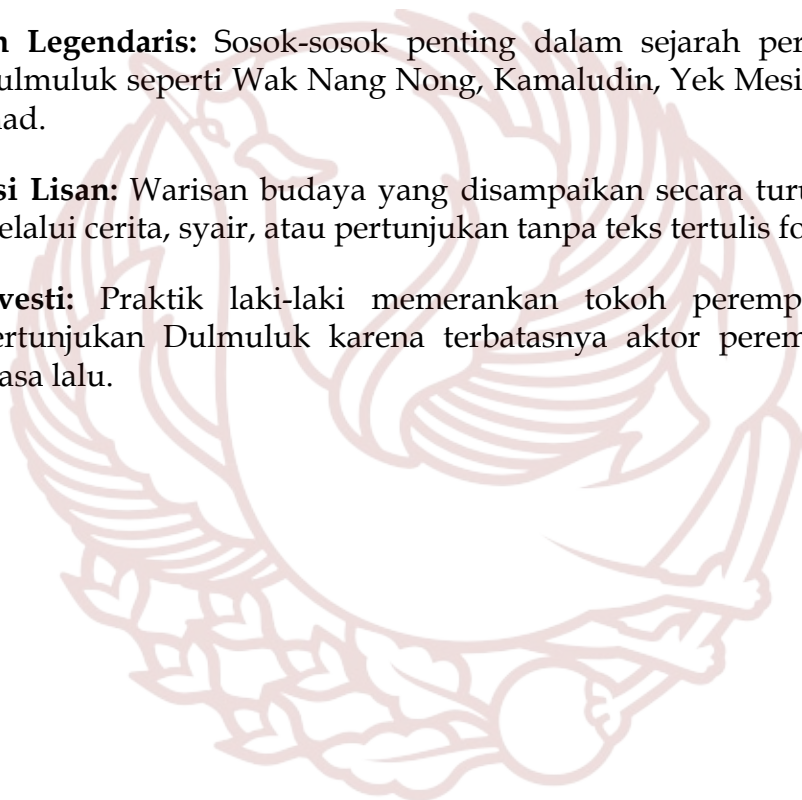 n Legendaris: Sosok-sosok penting dalam sejarah per
ulmuluk seperti Wak Nang Nong, Kamaludin, Yek Mesi
ad.
si Lisan: Warisan budaya yang disampaikan secara turu
elalui cerita, syair, atau pertunjukan tanpa teks tertulis fo
vesti: Praktik laki-laki memerankan tokoh peremp
ertunjukan Dulmuluk karena terbatasnya aktor perem
asa lalu.